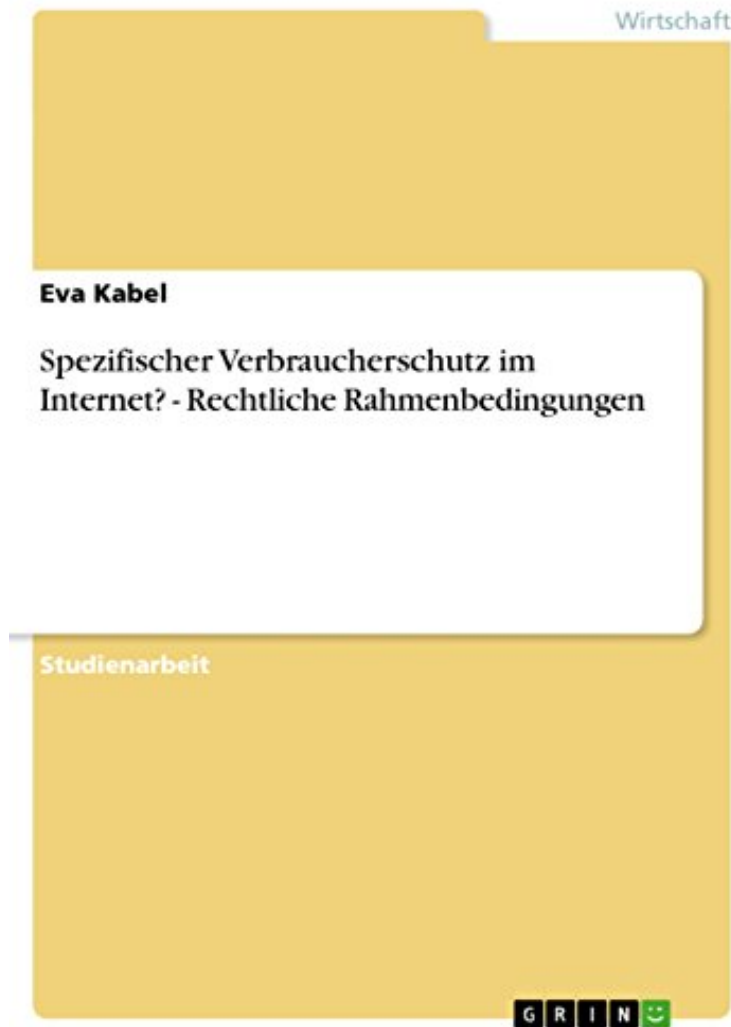 Wirtschaft
Eva Kabel
Spezifischer Verbraucherschutz im
Internet? - Rechtliche Rahmenbedingungen
Studienarbeit
GRIN